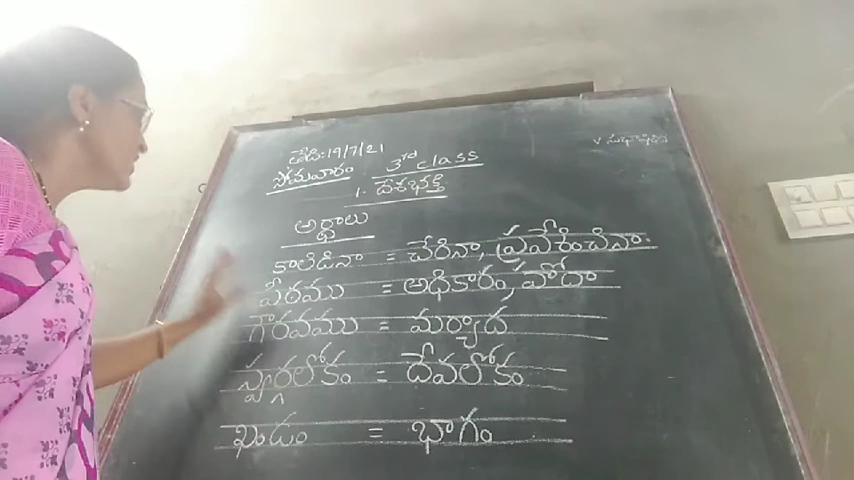 తేది:19/7/21
సోమవారం
3rd class
v సుభాషిణి
1. దేశభక్తి
అర్థాలు
కాలిడినా = చేరినా, ప్రవేశించినా.
పీఠము = అధికారం, హోదా
గౌరవము = మర్యాద
స్వర్గలోకం = దేవలోకం
ఖండం = భాగం